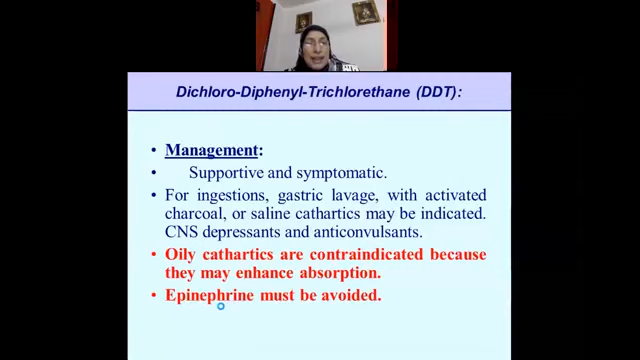 Dichloro-Diphenyl-Trichlorethane (DDT):
• Management:
• Supportive and symptomatic.
• For ingestions, gastric lavage, with activated
charcoal, or saline cathartics may be indicated.
CNS depressants and anticonvulsants.
• Oily cathartics are contraindicated because
they may enhance absorption.
• Epinephrine must be avoided.